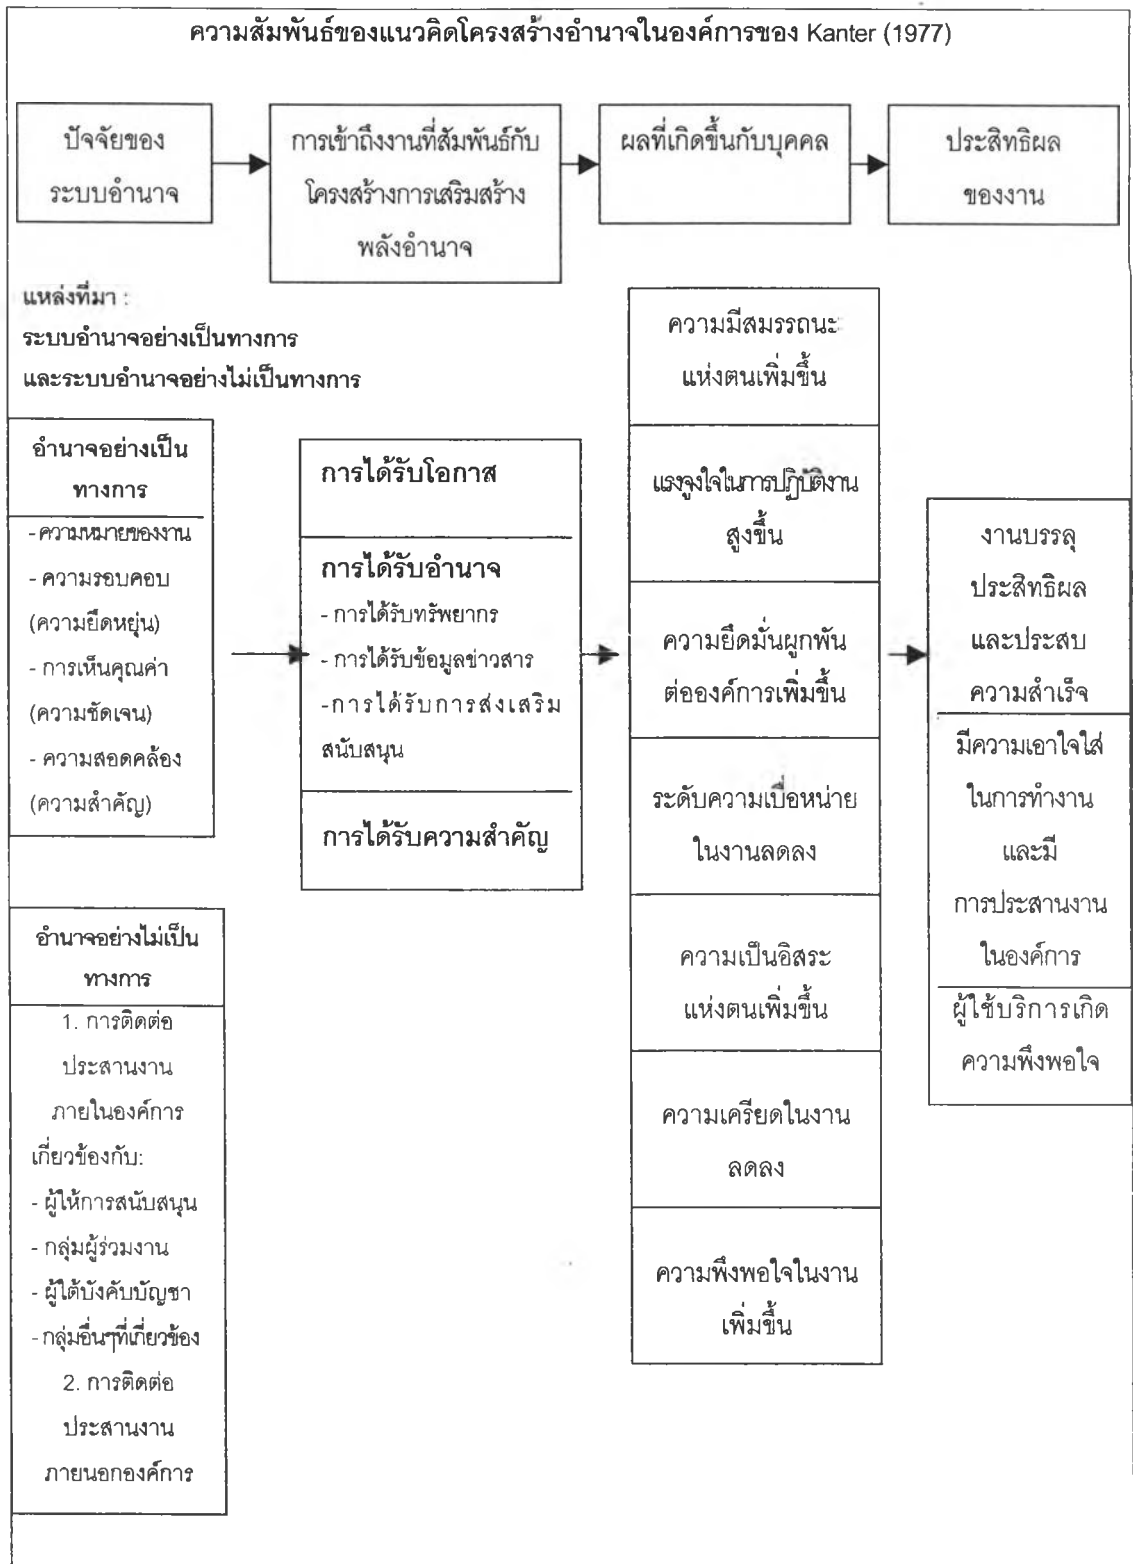 ความสัมพันธ์ของแนวคิดโครงสร้างอำนาจในองค์การของ Kanter (1977)
ปัจจัยของ
ระบบอำนาจ
การเข้าถึงงานที่สัมพันธ์กับ
โครงสร้างการเสริมสร้าง
พลังอำนาจ
ผลที่เกิดขึ้นกับบุคคล
ประสิทธิผล
ของงาน
แหล่งที่มา :
ระบบอำนาจอย่างเป็นทางการ
และระบบอำนาจอย่างไม่เป็นทางการ
อำนาจอย่างเป็น
ทางการ
- ความหมายของงาน
- ความรอบคอบ
(ความยืดหยุ่น)
- การเห็นคุณค่า
(ความชัดเจน)
- ความสอดคล้อง
(ความสำคัญ)
อำนาจอย่างไม่เป็น
ทางการ
1. การติดต่อ
ประสานงาน
ภายในองค์การ
เกี่ยวข้องกับ:
- ผู้ให้การสนับสนุน
- กลุ่มผู้ร่วมงาน
- ผู้ใต้บังคับบัญชา
- กลุ่มอื่นๆที่เกี่ยวข้อง
2. การติดต่อ
ประสานงาน
ภายนอกองค์การ
การได้รับโอกาส
การได้รับอำนาจ
- การได้รับทรัพยากร
- การได้รับข้อมูลข่าวสาร
-การได้รับการส่งเสริม
สนับสนุน
การได้รับความสำคัญ
ความมีสมรรถนะ
แห่งตนเพิ่มขึ้น
แรงจูงใจในการปฏิบัติงาน
สูงขึ้น
ความยึดมั่นผูกพัน
ต่อองค์การเพิ่มขึ้น
ระดับความเบื่อหน่าย
ในงานลดลง
ความเป็นอิสระ
แห่งตนเพิ่มขึ้น
ความเครียดในงาน
ลดลง
ความพึงพอใจในงาน
เพิ่มขึ้น
งานบรรลุ
ประสิทธิผล
และประสบ
ความสำเร็จ
มีความเอาใจใส่
ในการทำงาน
และมี
การประสานงาน
ในองค์การ
ผู้ใช้บริการเกิด
ความพึงพอใจ